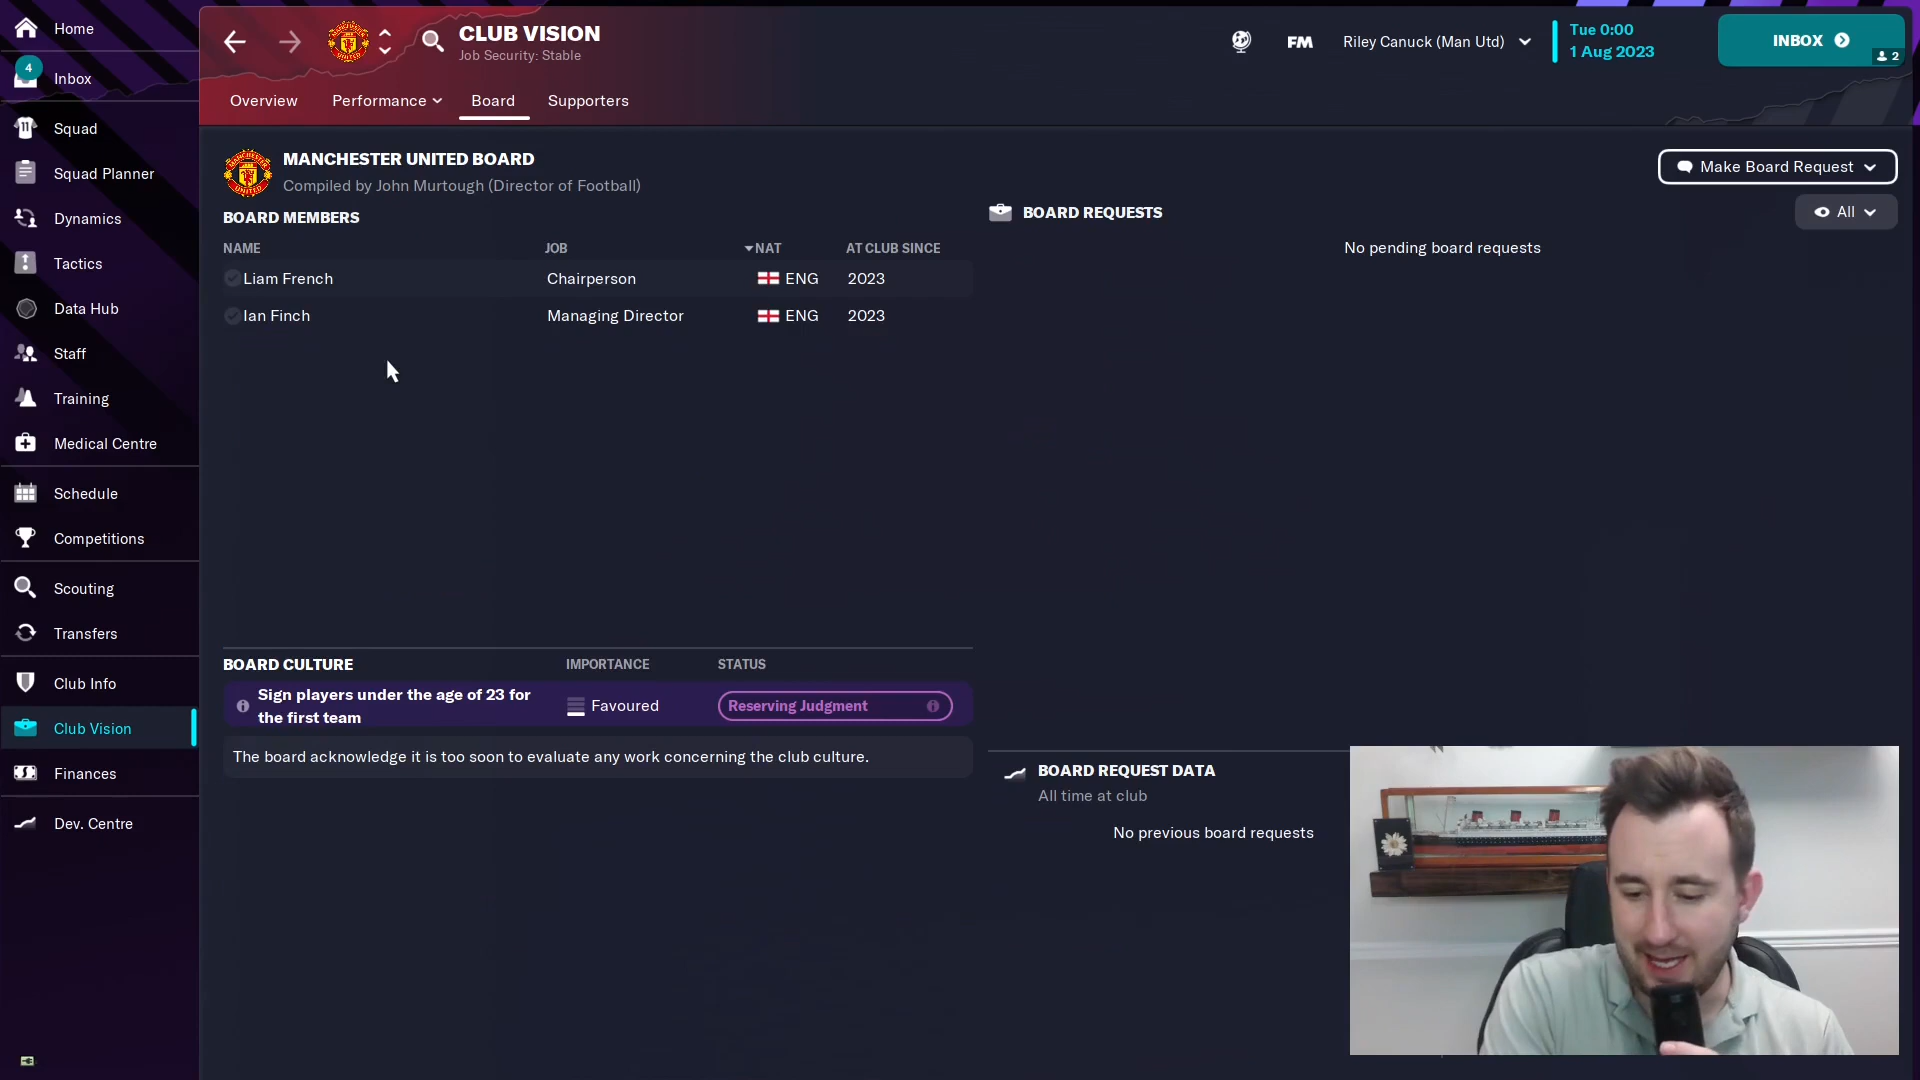 Home
4
Inbox
Squad
Squad Planner
Dynamics
Tactics
Data Hub
Staff
Training
Medical Centre
Schedule
Competitions
Scouting
Transfers
Club Info
Club Vision
Finances
Dev. Centre
CLUB VISION
Job Security: Stable
FM
Riley Canuck (Man Utd)
Tue 0:00
1 Aug 2023
INBOX
2
Overview
Performance
Board
Supporters
MANCHESTER UNITED BOARD
Compiled by John Murtough (Director of Football)
Make Board Request
BOARD MEMBERS
NAME JOB NAT AT CLUB SINCE
Liam French Chairperson ENG 2023
Ian Finch Managing Director ENG 2023
BOARD REQUESTS
All
No pending board requests
BOARD CULTURE IMPORTANCE STATUS
Sign players under the age of 23 for
the first team
Favoured
Reserving Judgment
The board acknowledge it is too soon to evaluate any work concerning the club culture.
BOARD REQUEST DATA
All time at club
No previous board requests